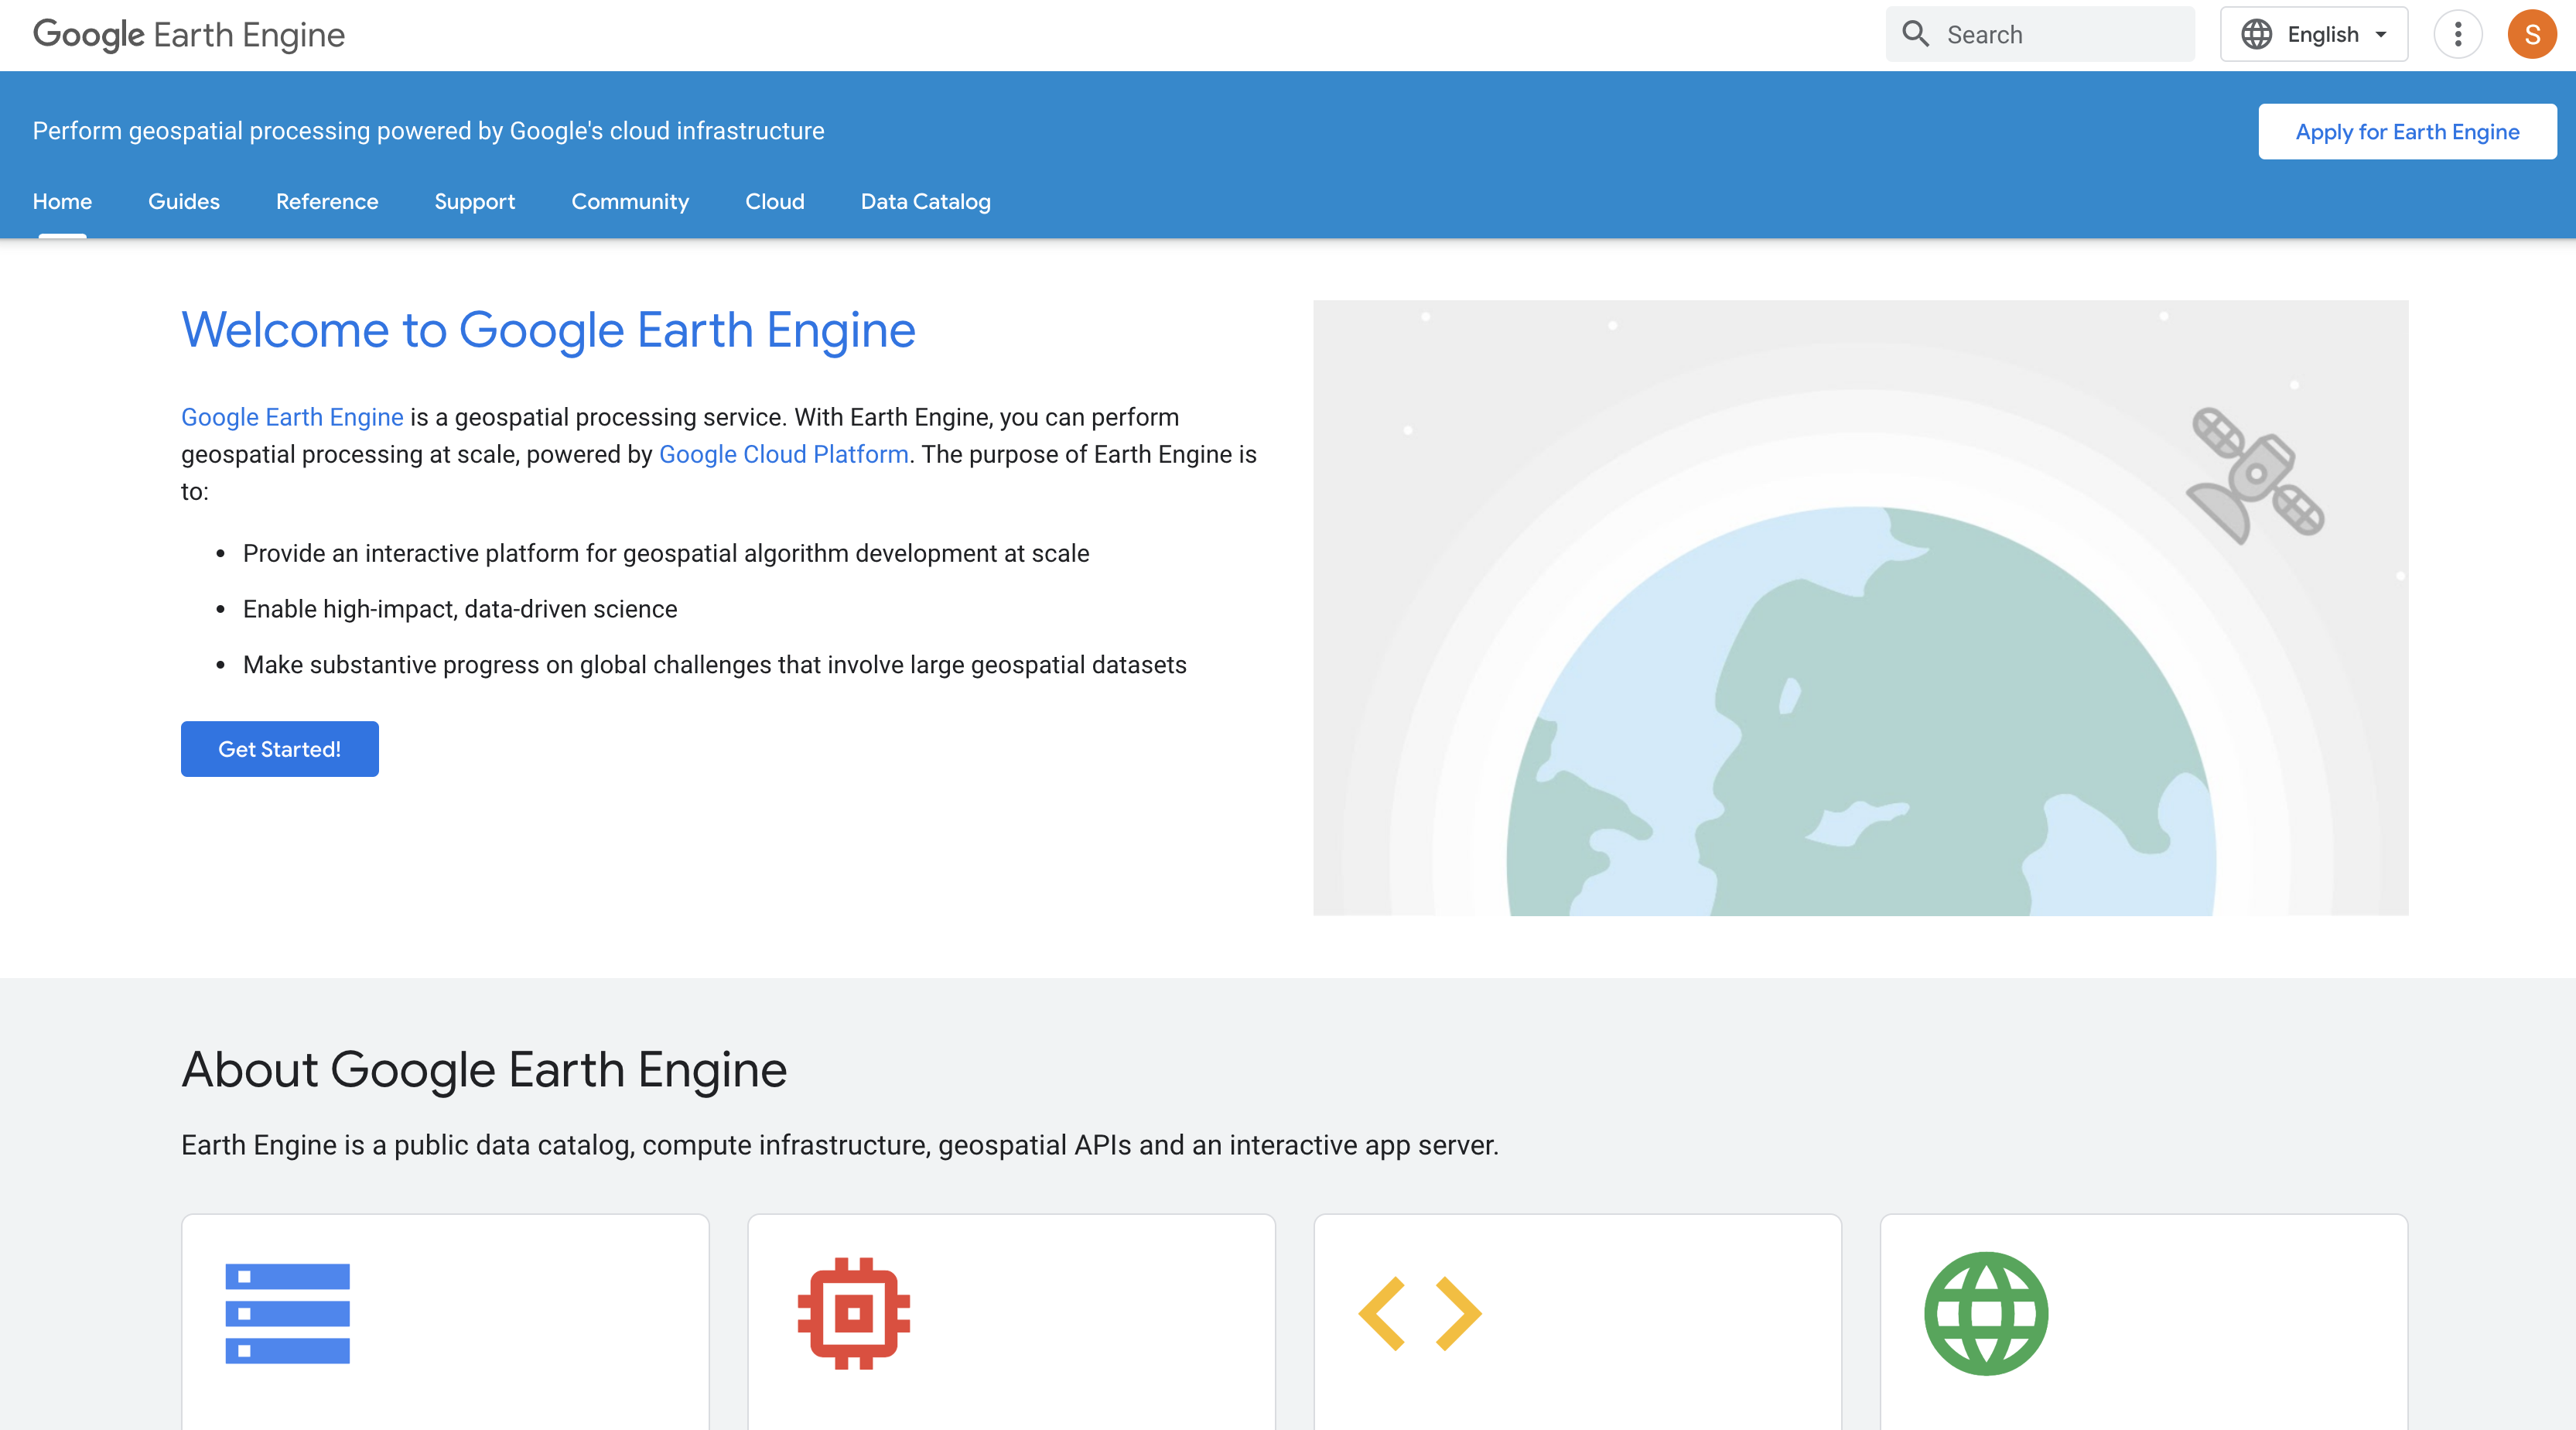 Google Earth Engine
Search
English
S
Perform geospatial processing powered by Google's cloud infrastructure
Apply for Earth Engine
Home
Guides
Reference
Support
Community
Cloud
Data Catalog
Welcome to Google Earth Engine
Google Earth Engine is a geospatial processing service. With Earth Engine, you can perform
geospatial processing at scale, powered by Google Cloud Platform. The purpose of Earth Engine is
to:
Provide an interactive platform for geospatial algorithm development at scale
Enable high-impact, data-driven science
Make substantive progress on global challenges that involve large geospatial datasets
Get Started!
About Google Earth Engine
Earth Engine is a public data catalog, compute infrastructure, geospatial APIs and an interactive app server.